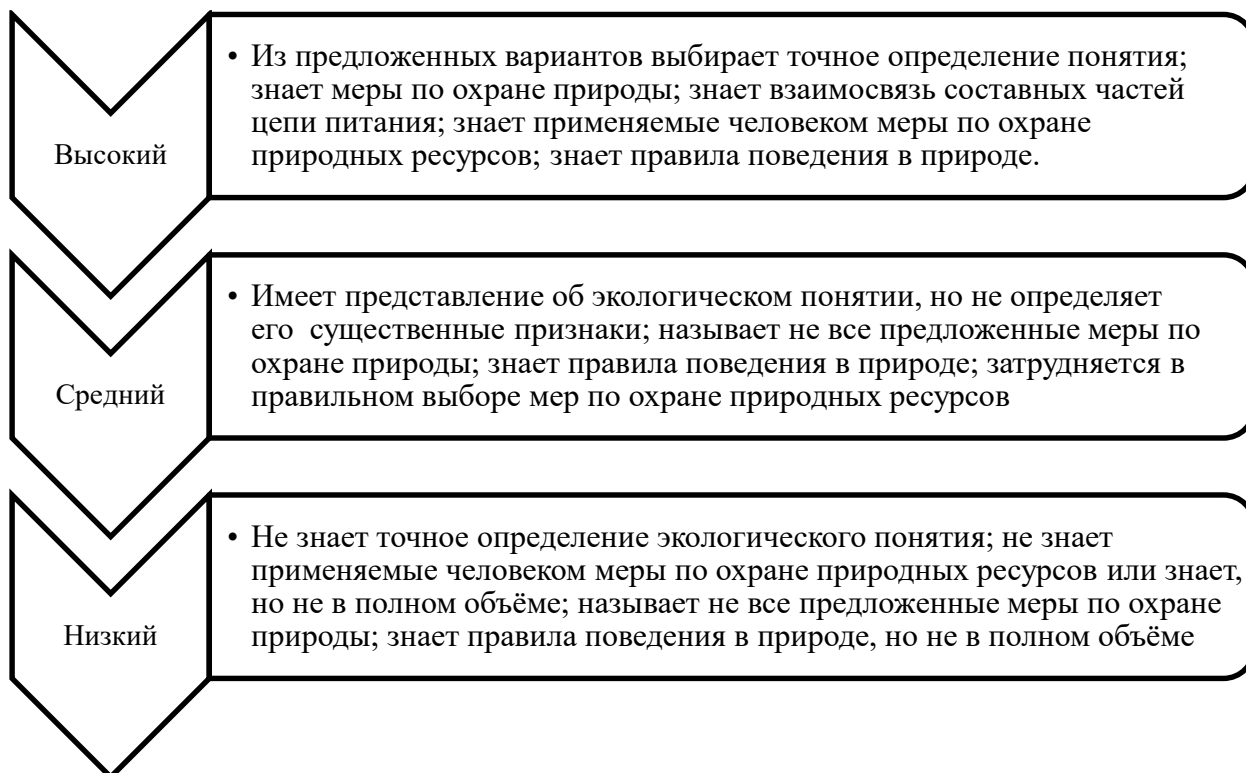 Высокий
• Из предложенных вариантов выбирает точное определение понятия;
знает меры по охране природы; знает взаимосвязь составных частей
цепи питания; знает применяемые человеком меры по охране
природных ресурсов; знает правила поведения в природе.
Средний
• Имеет представление об экологическом понятии, но не определяет
его существенные признаки; называет не все предложенные меры по
охране природы; знает правила поведения в природе; затрудняется в
правильном выборе мер по охране природных ресурсов
Низкий
• Не знает точное определение экологического понятия; не знает
применяемые человеком меры по охране природных ресурсов или знает,
но не в полном объёме; называет не все предложенные меры по охране
природы; знает правила поведения в природе, но не в полном объёме